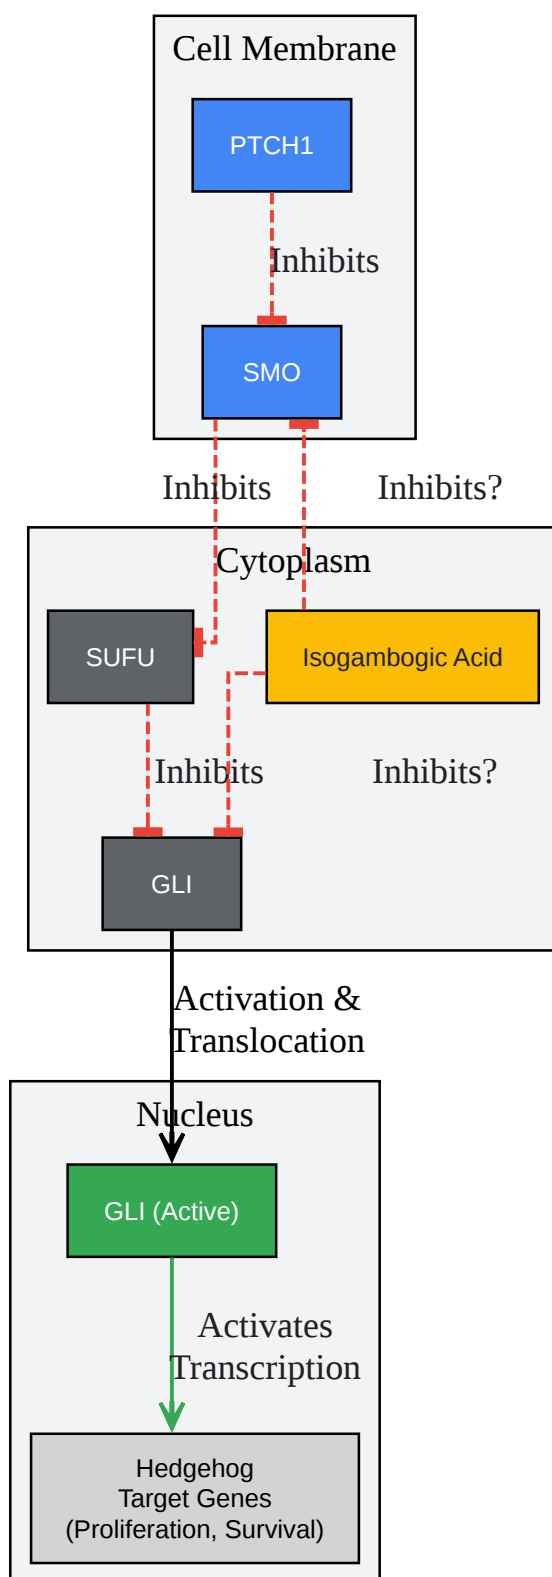 Cell Membrane
PTCH1
Inhibits
SMO
Inhibits
Inhibits?
Cytoplasm
SUFU
Isogambogic Acid
Inhibits
Inhibits?
GLI
Activation &
Translocation
Nucleus
GLI (Active)
Activates
Transcription
Hedgehog
Target Genes
(Proliferation, Survival)